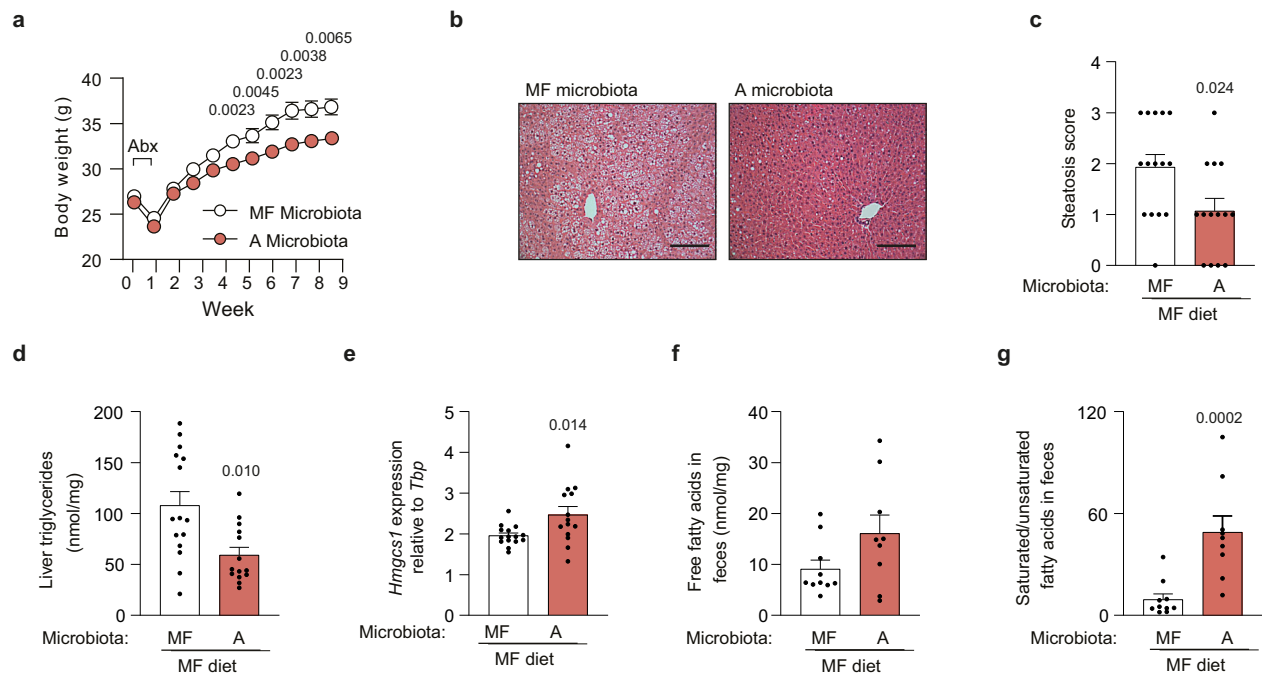 a
0.0065
0.0038
0.0023
0.0045
0.0023
40
35
30
25
20
Body weight (g)
Abx
MF Microbiota
A Microbiota
0 1 2 3 4 5 6 7 8 9
Week
b
MF microbiota
A microbiota
c
4
3
2
1
0
Sleatosis score
0.024
Microbiota: MF A
MF diet
d
200
150
100
50
0
Liver triglycerides
(nmol/mg)
0.010
Microbiota: MF A
MF diet
e
5
4
3
2
1
0
Hmgcs1 expression
relative to Tbp
0.014
Microbiota: MF A
MF diet
f
40
30
20
10
0
Free fatty acids in
feces (nmol/mg)
Microbiota: MF A
MF diet
g
120
60
0
Saturated/unsaturated
fatty acids in feces
0.0002
Microbiota: MF A
MF diet